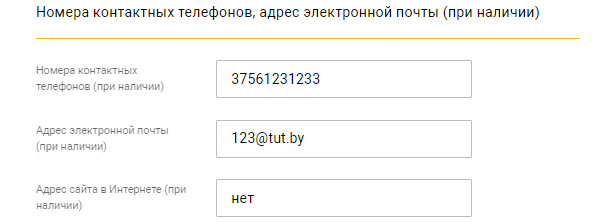 Номера контактных телефонов, адрес электронной почты (при наличии)
Номера контактных
телефонов (при наличии)
37561231233
Адрес электронной почты
(при наличии)
123@tut.by
Адрес сайта в Интернете (при
наличии)
нет